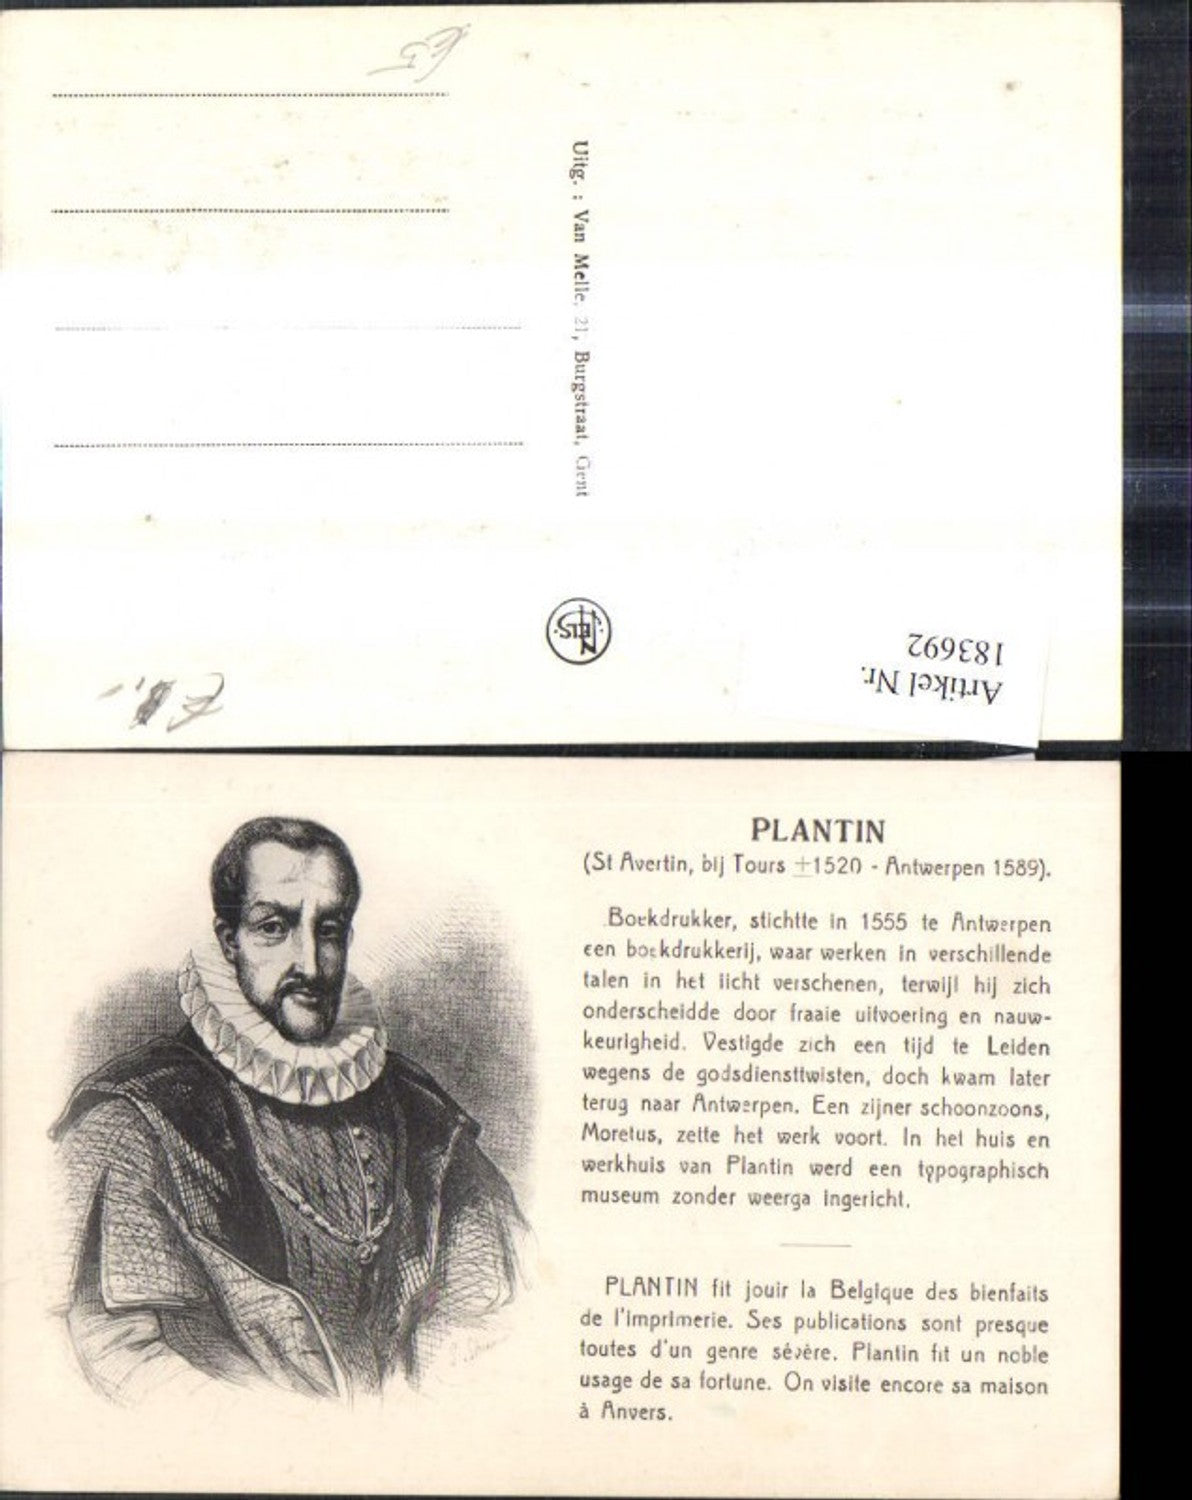 Uitg. : Van Melle, 21, Burgstraat, Gent
NELS
Artikel Nr.
183692
PLANTIN
(St Avertin, bij Tours ±1520 - Antwerpen 1589).
Boekdrukker, stichtte in 1555 te Antwerpen
een boekdrukkerij, waar werken in verschillende
talen in het licht verschenen, terwijl hij zich
onderscheidde door fraaie uitvoering en nauw-
keurigheid. Vestigde zich een tijd te Leiden
wegens de godsdiensttwisten, doch kwam later
terug naar Antwerpen. Een zijner schoonzoons,
Moretus, zette het werk voort. In het huis en
werkhuis van Plantin werd een typographisch
museum zonder weerga ingericht.
PLANTIN fit jouir la Belgique des bienfaits
de l'imprimerie. Ses publications sont presque
toutes d'un genre sévère. Plantin fit un noble
usage de sa fortune. On visite encore sa maison
à Anvers.